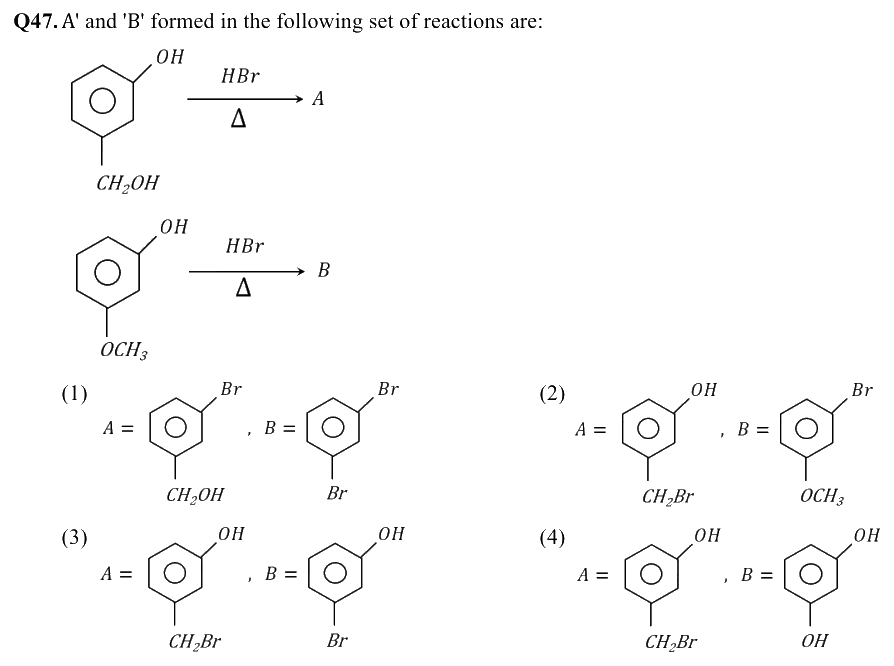 Q47. A' and 'B' formed in the following set of reactions are:
OH
HBr
A
Δ
CH₂OH
OH
HBr
B
Δ
OCH₃
(1) A = Br CH₂OH , B = Br Br
(2) A = OH CH₂Br , B = Br OCH₃
(3) A = OH CH₂Br , B = OH Br
(4) A = OH CH₂Br , B = OH OH